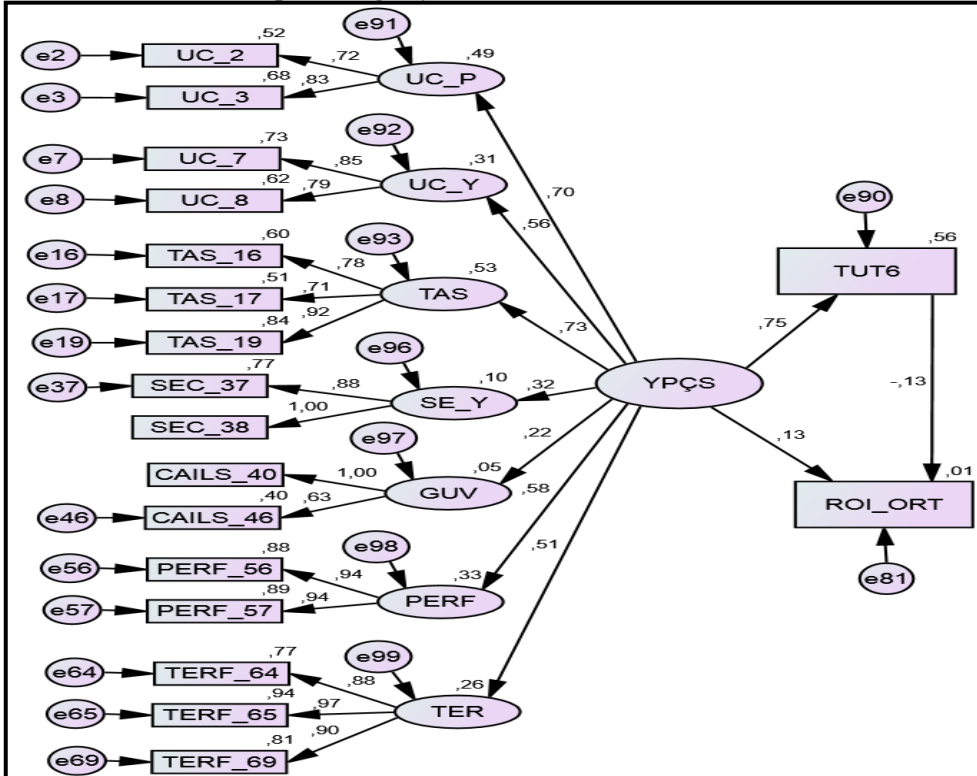 e91
,52
,49
e2
UC_2
,72
UC_P
,68
,83
e3
UC_3
e92
,73
,31
e7
UC_7
,85
UC_Y
,62
,79
e8
UC_8
,70
,56
e90
e93
,60
,56
e16
TAS_16
,78
,53
TUT6
,51
TAS
e17
TAS_17
,71
,92
,73
,75
,84
e19
TAS_19
e96
,77
,10
YPÇS
-,13
e37
SEC_37
,88
,32
SE_Y
1,00
SEC_38
e97
,22
,13
CAILS_40
1,00
,05
,01
GUV
,58
,40
,63
ROI_ORT
e46
CAILS_46
,51
e98
,88
,33
e56
PERF_56
,94
e81
,89
PERF
e57
PERF_57
,94
e99
,77
,26
e64
TERF_64
,88
,94
,97
TER
e65
TERF_65
,90
,81
e69
TERF_69